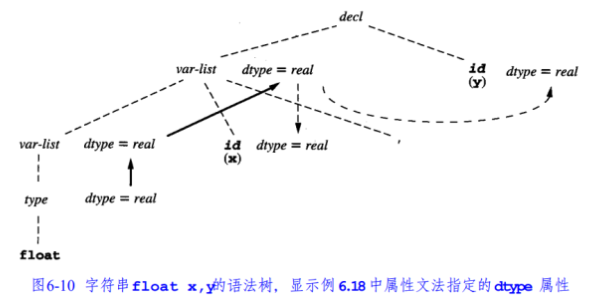 decl
var-list dtype = real id dtype = real
(y)
var-list dtype = real id dtype = real ,
(x)
type dtype = real
float
图6-10 字符串float x,y的语法树，显示例6.18中属性文法指定的dtype 属性